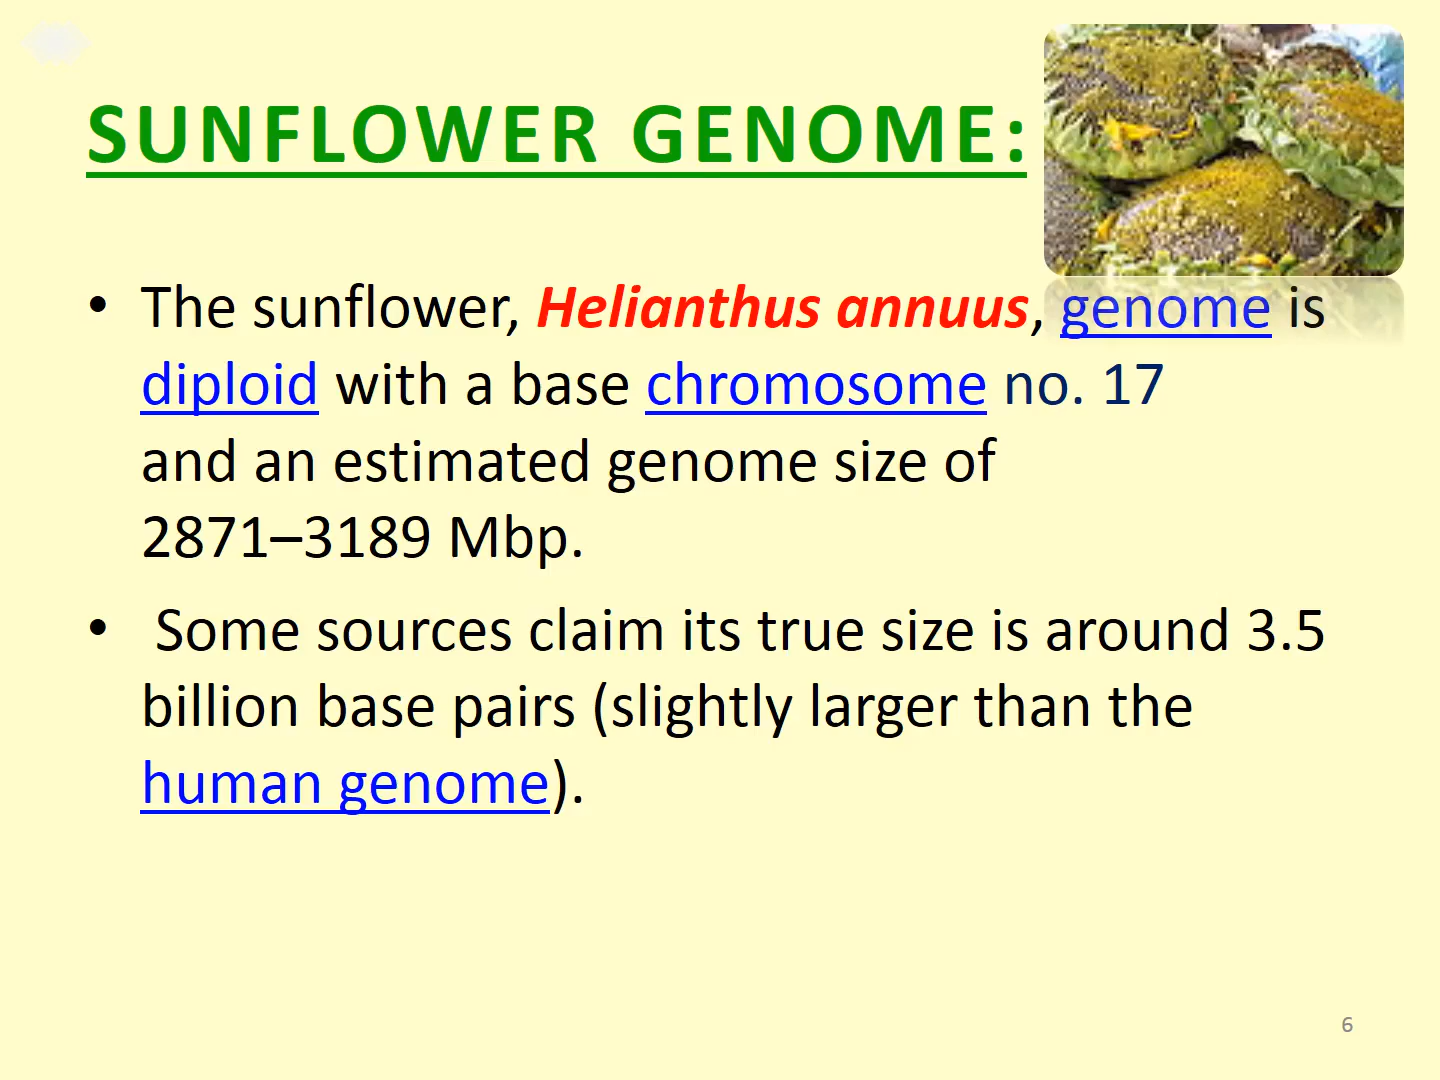 SUNFLOWER GENOME:
• The sunflower, Helianthus annuus, genome is
diploid with a base chromosome no. 17
and an estimated genome size of
2871–3189 Mbp.
• Some sources claim its true size is around 3.5
billion base pairs (slightly larger than the
human genome).
6